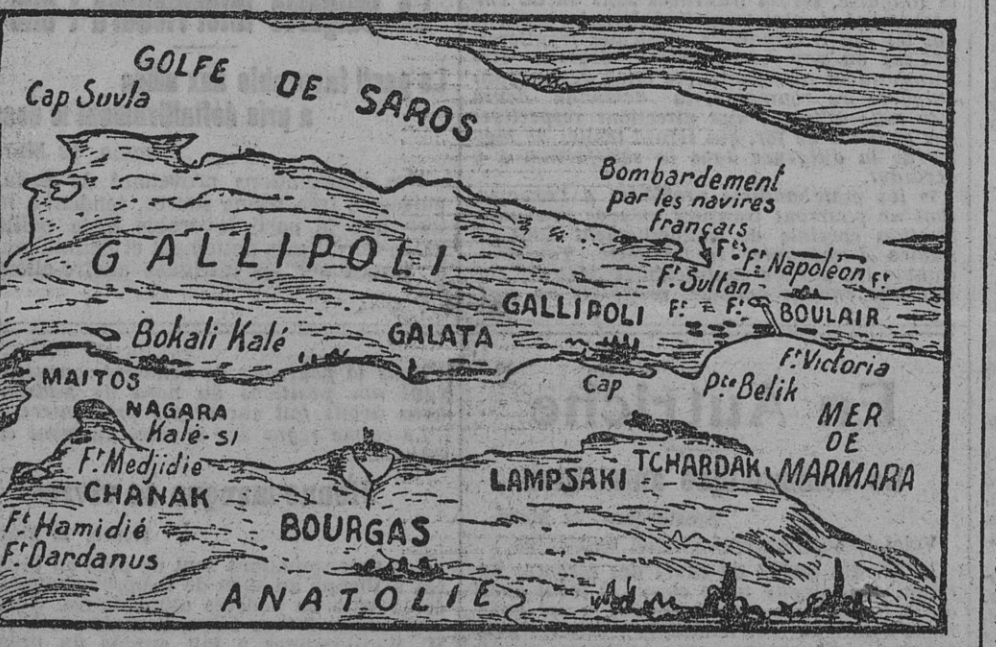 GOLFE DE SAROS
Cap Suvla
Bombardement
par les navires
français
GALLIPOLI
Fts
Ft Napoléon Ft
Ft Sultan
GALLIPOLI Ft Ft BOULAIR
Bokali Kalé GALATA
Ft Victoria
MAITOS
Cap Pte Belik
NAGARA
Kalé-si
MER
DE
MARMARA
Ft Medjidie
LAMPSAKI TCHARDAK
CHANAK
Ft Hamidié
BOURGAS
Ft Dardanus
ANATOLIE